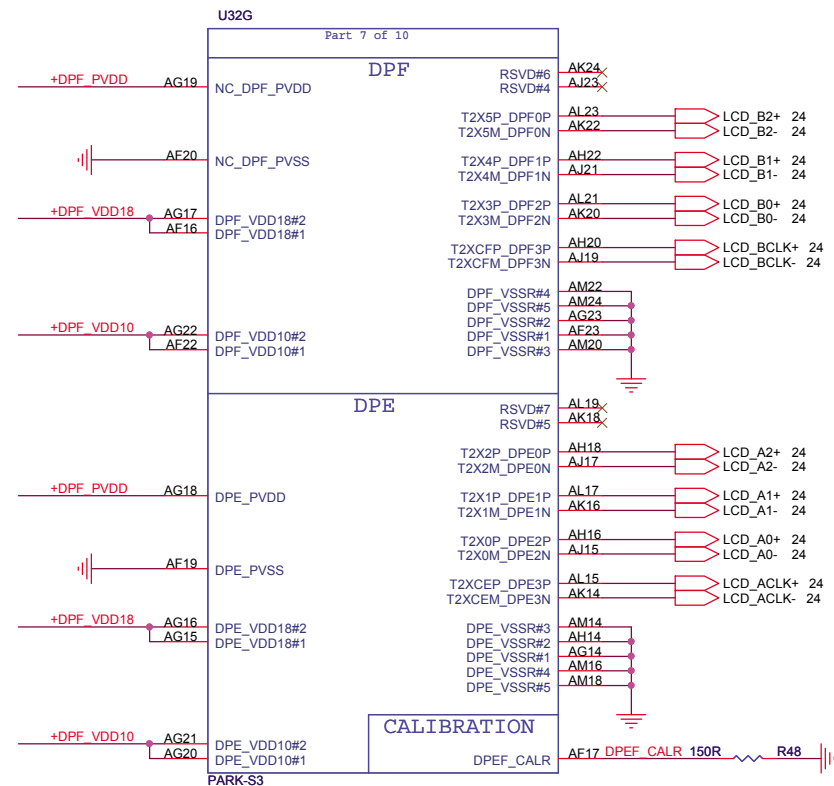 U32G
Part 7 of 10
DPF
+DPF_PVDD AG19 NC_DPF_PVDD
RSVD#6 AK24
RSVD#4 AJ23
T2X5P_DPF0P AL23 LCD_B2+ 24
T2X5M_DPF0N AK22 LCD_B2- 24
AF20 NC_DPF_PVSS
T2X4P_DPF1P AH22 LCD_B1+ 24
T2X4M_DPF1N AJ21 LCD_B1- 24
+DPF_VDD18 AG17 DPF_VDD18#2
AF16 DPF_VDD18#1
T2X3P_DPF2P AL21 LCD_B0+ 24
T2X3M_DPF2N AK20 LCD_B0- 24
T2XCFP_DPF3P AH20 LCD_BCLK+ 24
T2XCFM_DPF3N AJ19 LCD_BCLK- 24
DPF_VSSR#4 AM22
DPF_VSSR#5 AM24
DPF_VSSR#2 AG23
DPF_VSSR#1 AF23
DPF_VSSR#3 AM20
+DPF_VDD10 AG22 DPF_VDD10#2
AF22 DPF_VDD10#1
DPE
RSVD#7 AL19
RSVD#5 AK18
T2X2P_DPE0P AH18 LCD_A2+ 24
T2X2M_DPE0N AJ17 LCD_A2- 24
+DPF_PVDD AG18 DPE_PVDD
T2X1P_DPE1P AL17 LCD_A1+ 24
T2X1M_DPE1N AK16 LCD_A1- 24
T2X0P_DPE2P AH16 LCD_A0+ 24
T2X0M_DPE2N AJ15 LCD_A0- 24
AF19 DPE_PVSS
T2XCEP_DPE3P AL15 LCD_ACLK+ 24
T2XCEM_DPE3N AK14 LCD_ACLK- 24
+DPF_VDD18 AG16 DPE_VDD18#2
AG15 DPE_VDD18#1
DPE_VSSR#3 AM14
DPE_VSSR#2 AH14
DPE_VSSR#1 AG14
DPE_VSSR#4 AM16
DPE_VSSR#5 AM18
CALIBRATION
+DPF_VDD10 AG21 DPE_VDD10#2
AG20 DPE_VDD10#1
DPEF_CALR AF17 DPEF_CALR 150R R48
PARK-S3